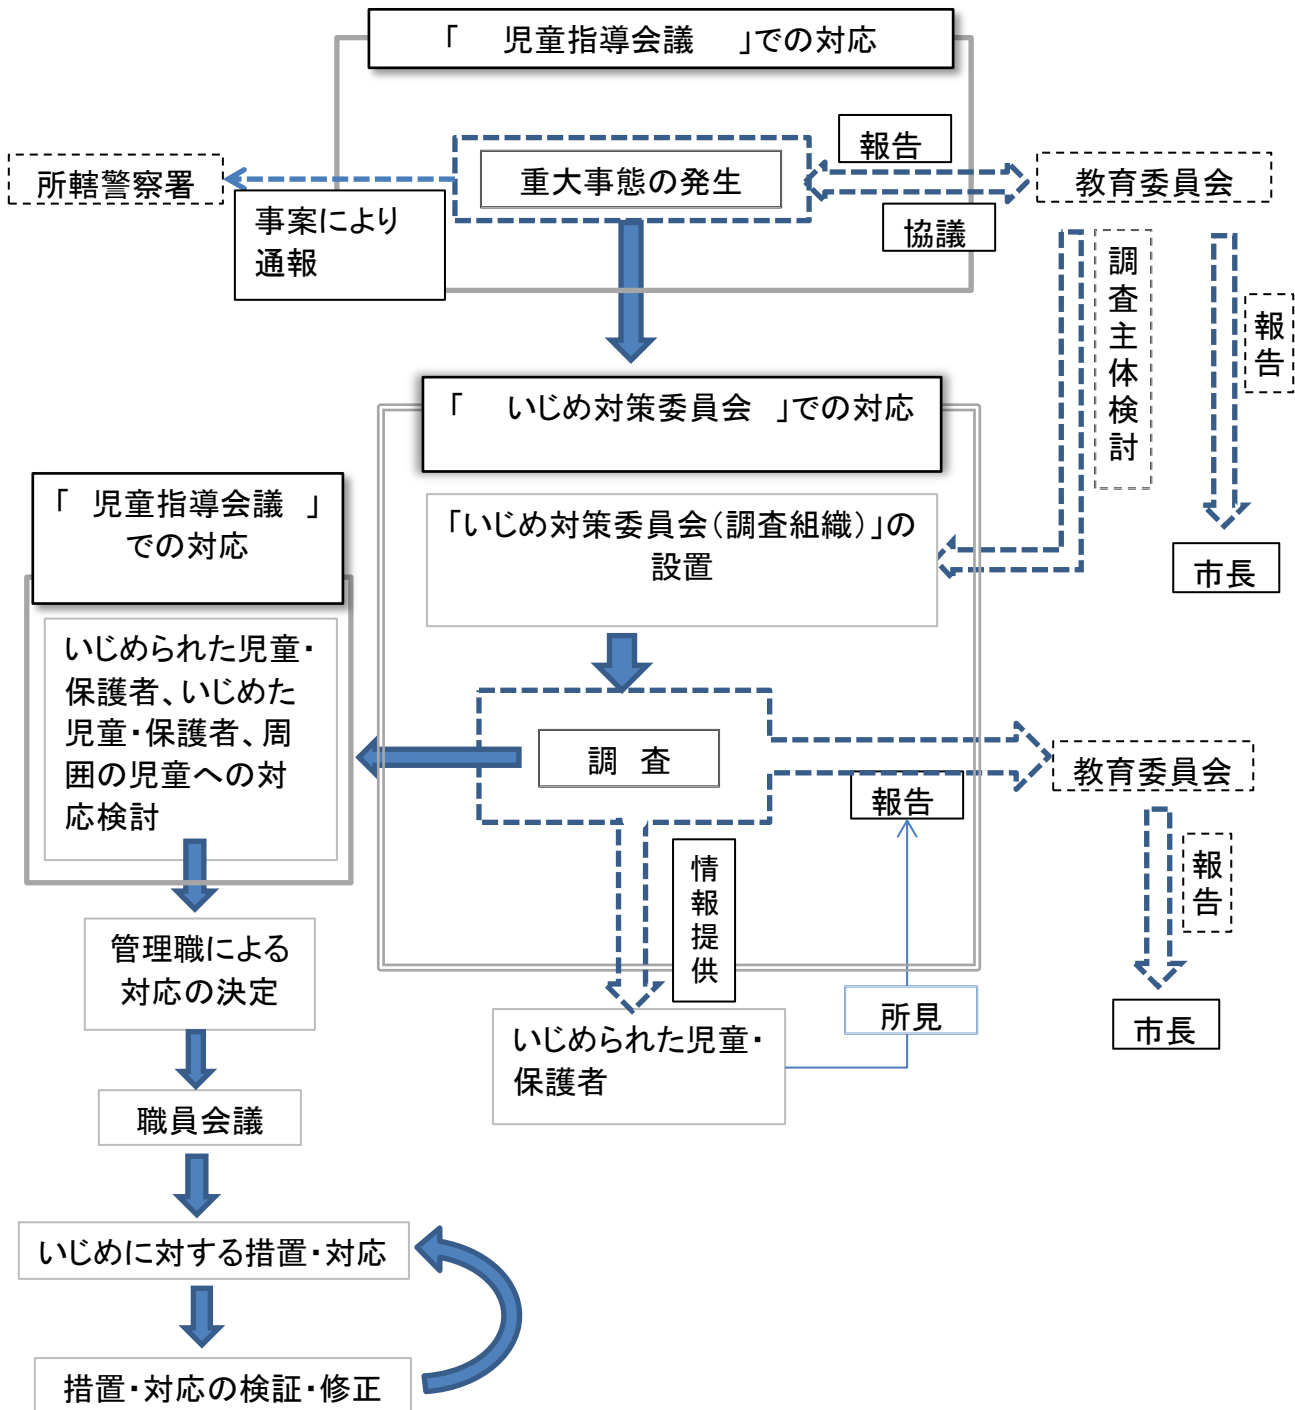 「　児童指導会議　」での対応
報告
所轄警察署
重大事態の発生
教育委員会
事案により
通報
協議
調査主体検討
報告
「　いじめ対策委員会　」での対応
「　児童指導会議　」
での対応
「いじめ対策委員会（調査組織）」の
設置
市長
いじめられた児童・
保護者、いじめた
児童・保護者、周
囲の児童への対
応検討
調　査
教育委員会
報告
情報提供
報告
管理職による
対応の決定
所見
市長
いじめられた児童・
保護者
職員会議
いじめに対する措置・対応
措置・対応の検証・修正